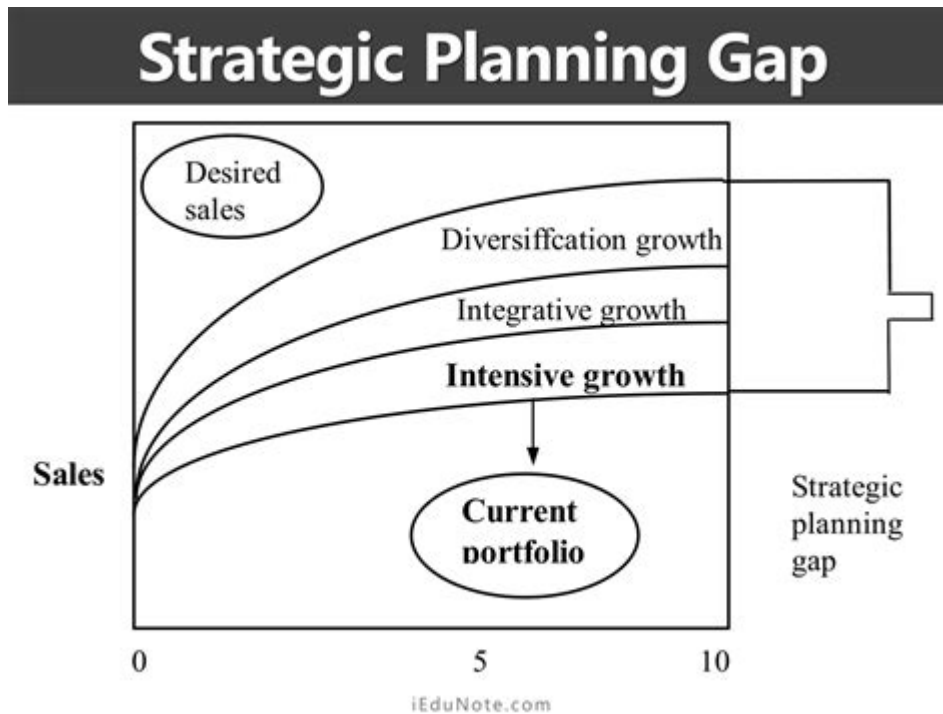 Strategic Planning Gap
Desired
sales
Diversiffcation growth
Integrative growth
Intensive growth
Sales
Current
portfolio
Strategic
planning
gap
0 5 10
iEduNote.com